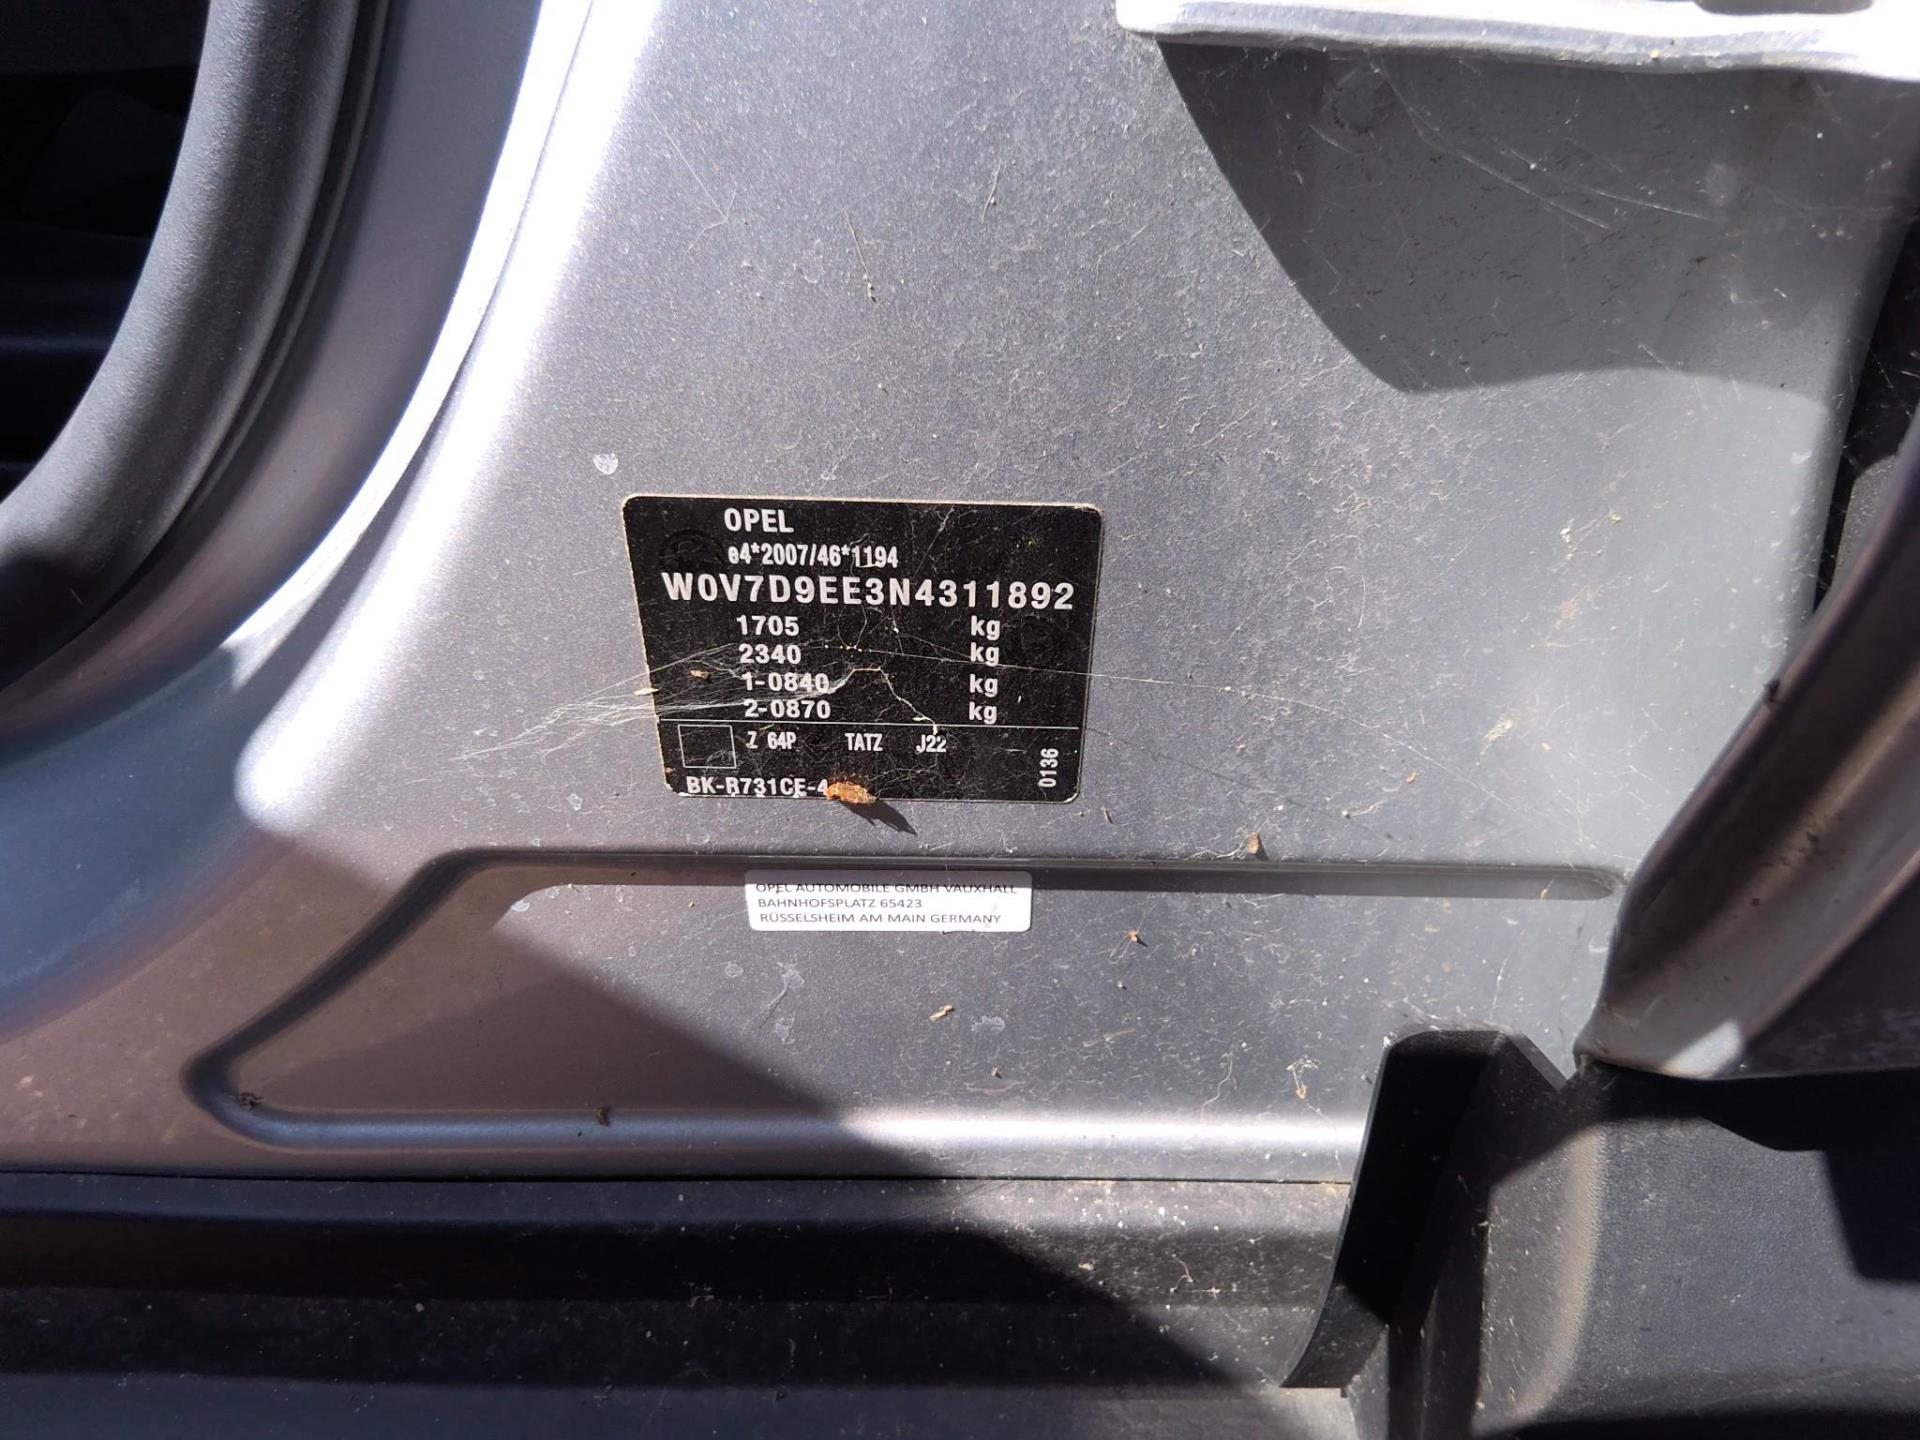 OPEL
e4*2007/46*1194
W0V7D9EE3N4311892
1705 kg
2340 kg
1-0840 kg
2-0870 kg
Z 64P TATZ J22
0136
BK-R731CE-4
OPEL AUTOMOBILE GMBH VAUXHALL
BAHNHOFSPLATZ 65423
RÜSSELSHEIM AM MAIN GERMANY